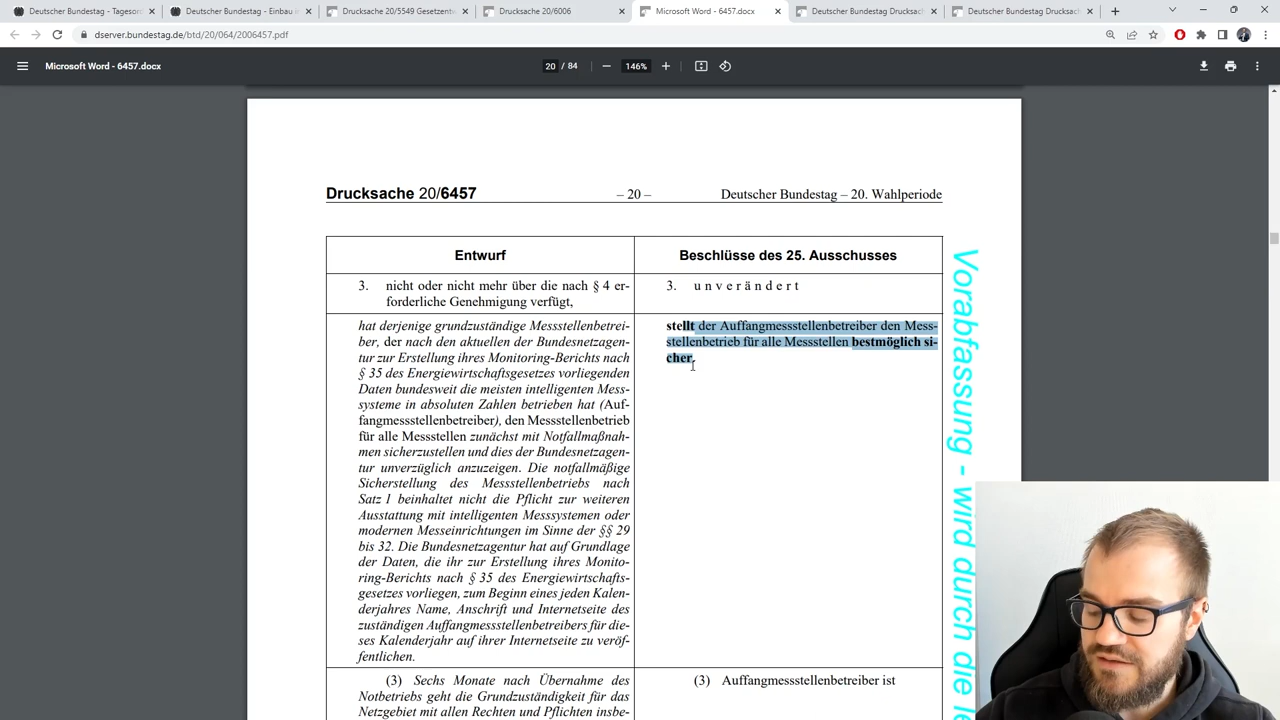 Deutscher Bundestag - Tagesord
Deutscher Bundestag - Einbau in
Drucksache 20/5549 Gesetzentw
Drucksache 20/6006
Microsoft Word - 6457.docx
Deutscher Bundestag Drucksach
Deutscher Bundestag Drucksach
dserver.bundestag.de/btd/20/064/2006457.pdf
Microsoft Word - 6457.docx
20 / 84
146%
Drucksache 20/6457
– 20 –
Deutscher Bundestag – 20. Wahlperiode
Entwurf
Beschlüsse des 25. Ausschusses
3. nicht oder nicht mehr über die nach § 4 er-
forderliche Genehmigung verfügt,
3. u n v e r ä n d e r t
hat derjenige grundzuständige Messstellenbetrei-
ber, der nach den aktuellen der Bundesnetzagen-
tur zur Erstellung ihres Monitoring-Berichts nach
§ 35 des Energiewirtschaftsgesetzes vorliegenden
Daten bundesweit die meisten intelligenten Mess-
systeme in absoluten Zahlen betrieben hat (Auf-
fangmessstellenbetreiber), den Messstellenbetrieb
für alle Messstellen zunächst mit Notfallmaßnah-
men sicherzustellen und dies der Bundesnetzagen-
tur unverzüglich anzuzeigen. Die notfallmäßige
Sicherstellung des Messstellenbetriebs nach
Satz 1 beinhaltet nicht die Pflicht zur weiteren
Ausstattung mit intelligenten Messsystemen oder
modernen Messeinrichtungen im Sinne der §§ 29
bis 32. Die Bundesnetzagentur hat auf Grundlage
der Daten, die ihr zur Erstellung ihres Monito-
ring-Berichts nach § 35 des Energiewirtschafts-
gesetzes vorliegen, zum Beginn eines jeden Kalen-
derjahres Name, Anschrift und Internetseite des
zuständigen Auffangmessstellenbetreibers für die-
ses Kalenderjahr auf ihrer Internetseite zu veröf-
fentlichen.
stellt der Auffangmessstellenbetreiber den Mess-
stellenbetrieb für alle Messstellen bestmöglich si-
cher.
(3) Sechs Monate nach Übernahme des
Notbetriebs geht die Grundzuständigkeit für das
Netzgebiet mit allen Rechten und Pflichten insbe-
(3) Auffangmessstellenbetreiber ist
Vorabfassung - wird durch die le